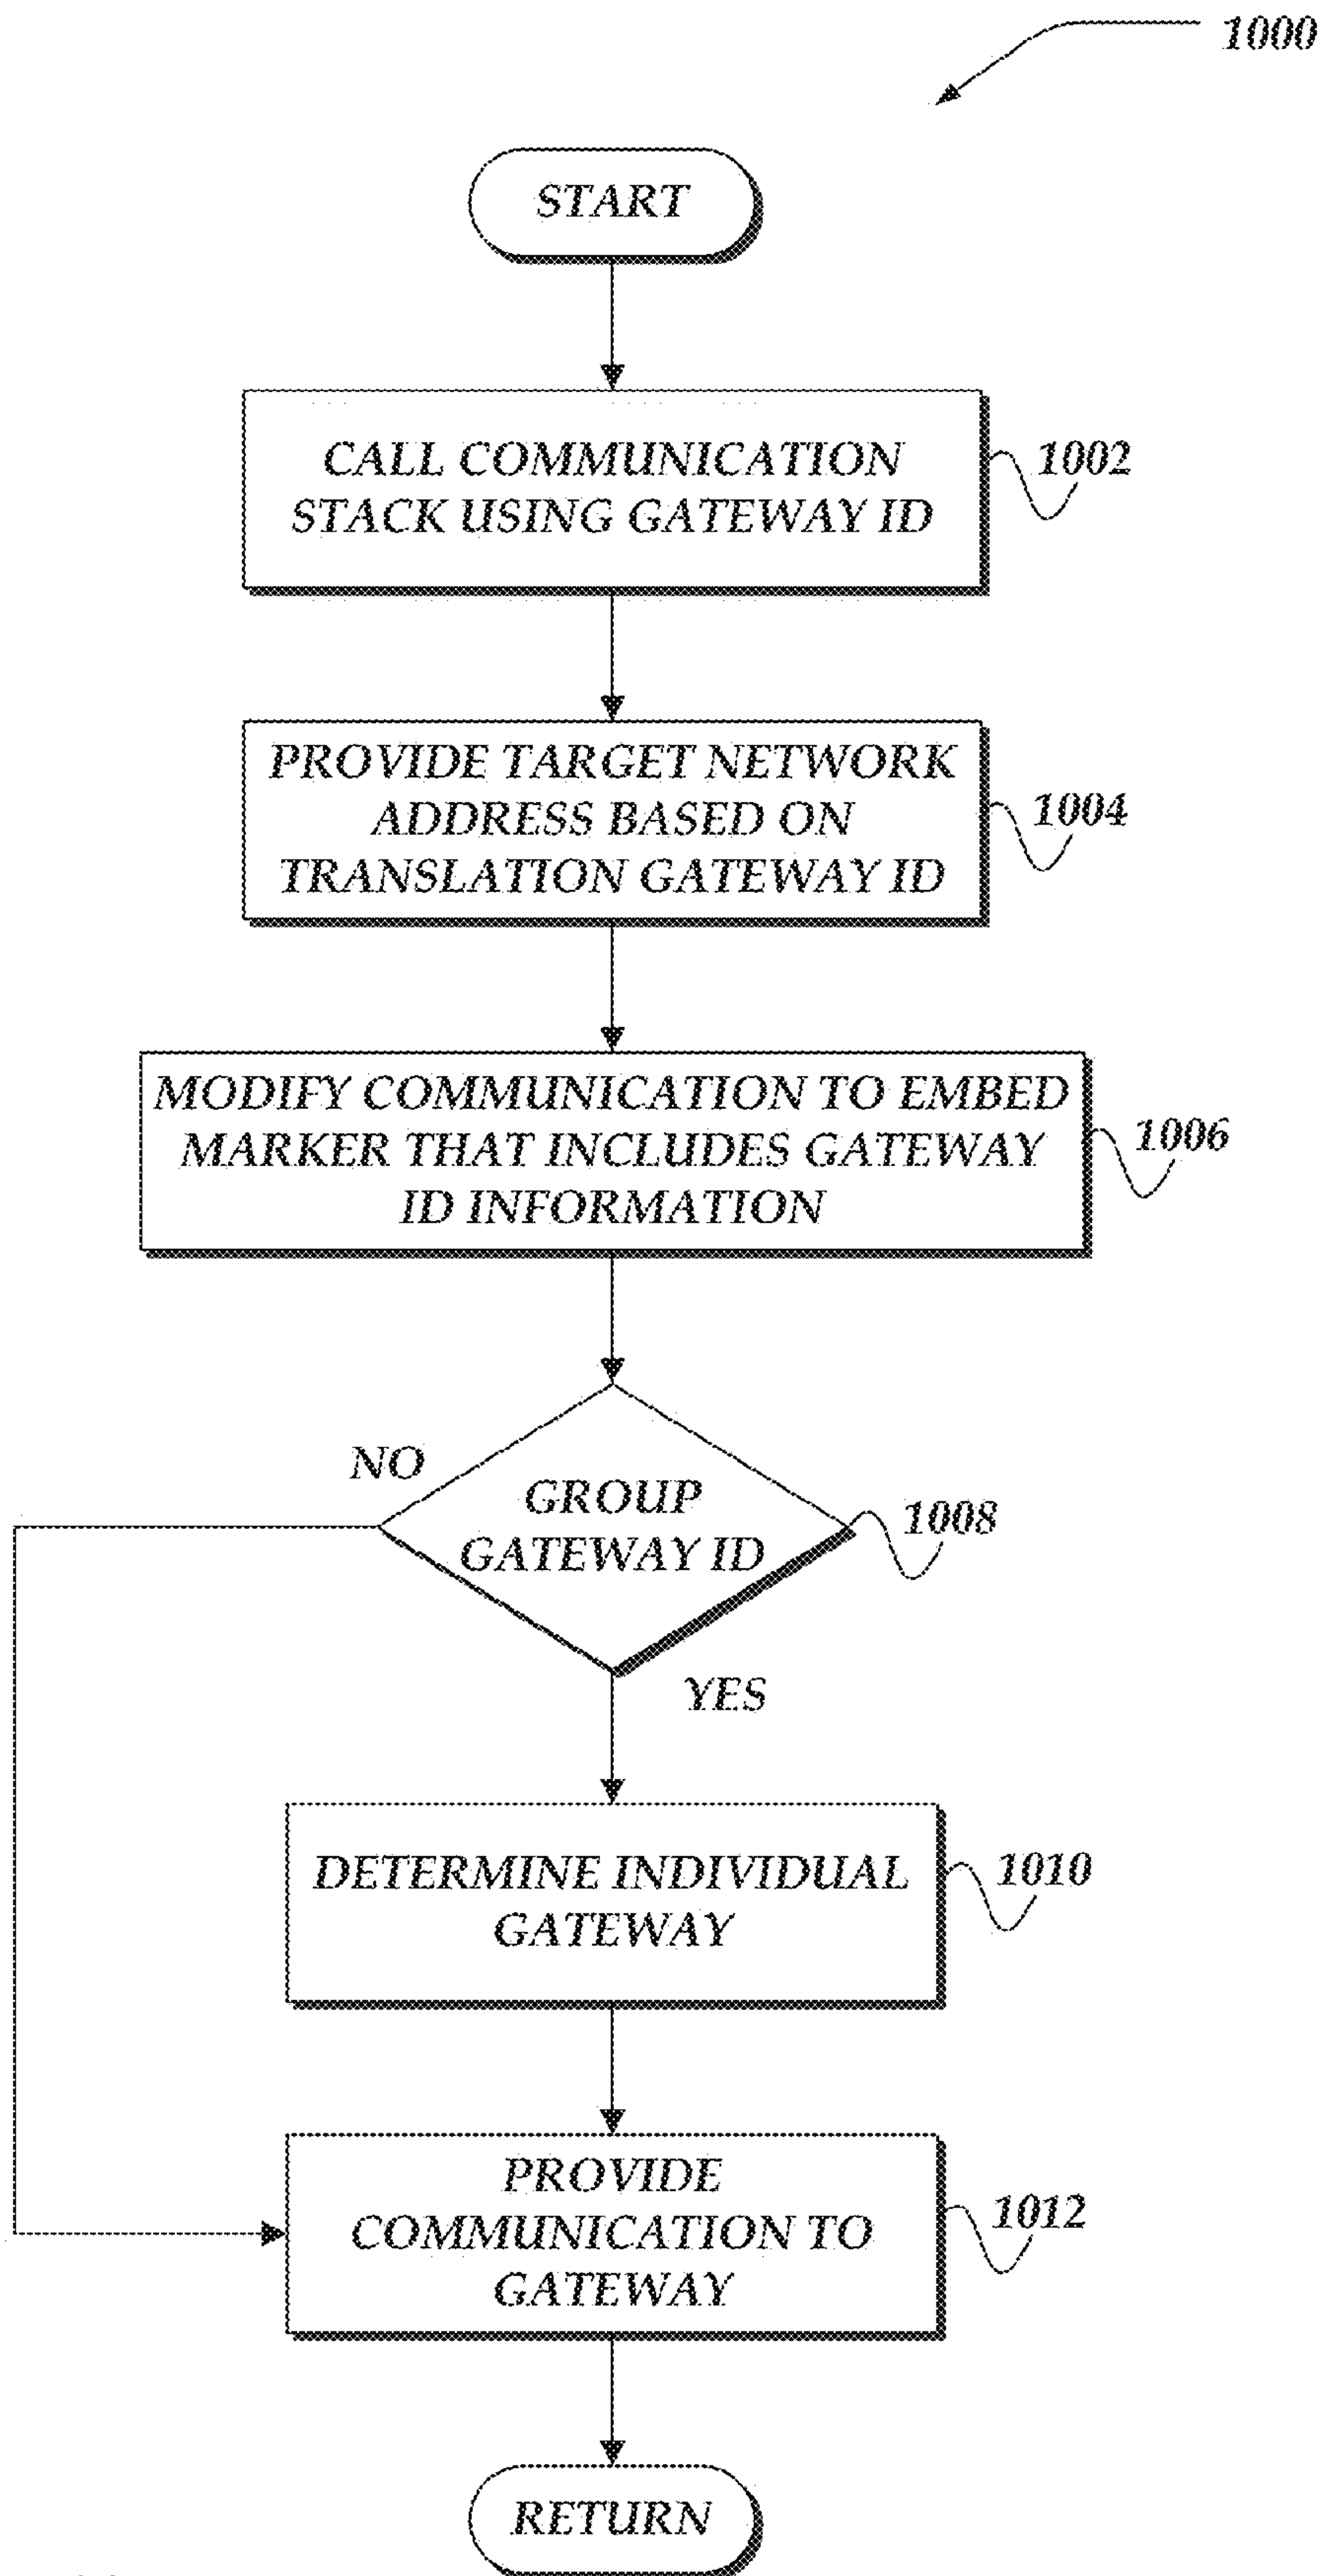 1000
START
CALL COMMUNICATION
STACK USING GATEWAY ID
1002
PROVIDE TARGET NETWORK
ADDRESS BASED ON
TRANSLATION GATEWAY ID
1004
MODIFY COMMUNICATION TO EMBED
MARKER THAT INCLUDES GATEWAY
ID INFORMATION
1006
NO
GROUP
GATEWAY ID
1008
YES
DETERMINE INDIVIDUAL
GATEWAY
1010
PROVIDE
COMMUNICATION TO
GATEWAY
1012
RETURN